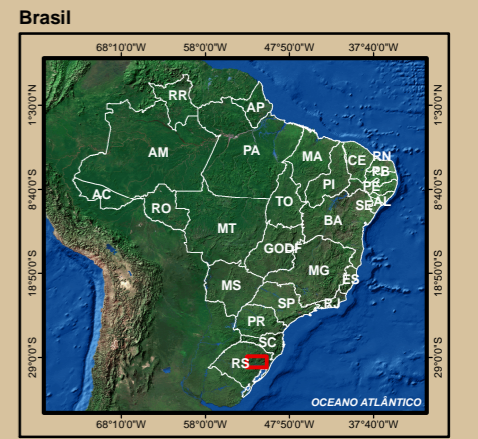 Brasil
68°10'0"W 58°0'0"W 47°50'0"W 37°40'0"W
1°30'0"N 1°30'0"N
RR AP
AM PA MA CE RN
PB
PI PE
AC TO AL
SE
RO BA
8°40'0"S 8°40'0"S
MT
GO DF
MG
18°50'0"S 18°50'0"S
MS ES
SP RJ
PR
SC
RS
29°0'0"S 29°0'0"S
OCEANO ATLÂNTICO
68°10'0"W 58°0'0"W 47°50'0"W 37°40'0"W